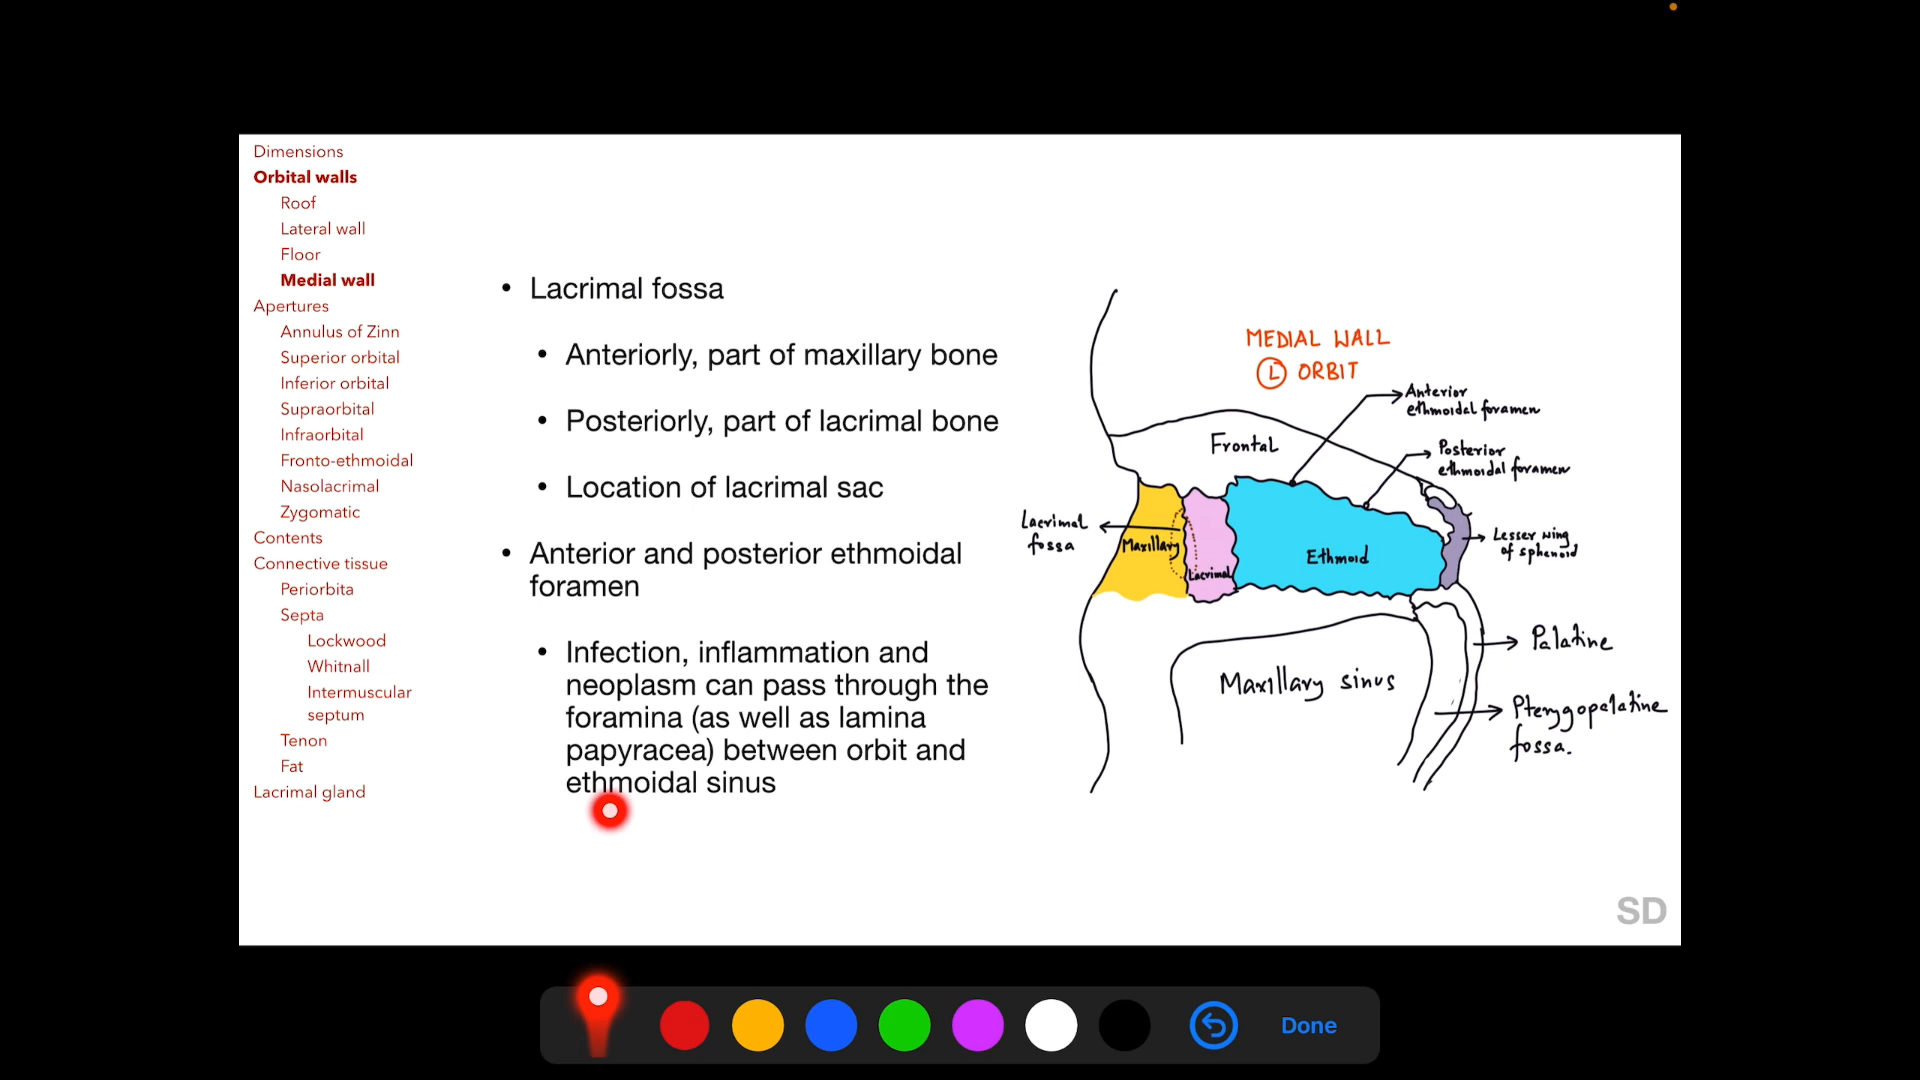 Dimensions
Orbital walls
Roof
Lateral wall
Floor
Medial wall
Apertures
Annulus of Zinn
Superior orbital
Inferior orbital
Supraorbital
Infraorbital
Fronto-ethmoidal
Nasolacrimal
Zygomatic
Contents
Connective tissue
Periorbita
Septa
Lockwood
Whitnall
Intermuscular
septum
Tenon
Fat
Lacrimal gland
• Lacrimal fossa
• Anteriorly, part of maxillary bone
• Posteriorly, part of lacrimal bone
• Location of lacrimal sac
• Anterior and posterior ethmoidal
foramen
• Infection, inflammation and
neoplasm can pass through the
foramina (as well as lamina
papyracea) between orbit and
ethmoidal sinus
MEDIAL WALL
L ORBIT
Anterior
ethmoidal foramen
Frontal
Posterior
ethmoidal foramen
Lacrimal
fossa
Maxillary
Lacrimal
Ethmoid
Lesser wing
of sphenoid
Palatine
Maxillary sinus
Pterygopalatine
fossa.
SD
Done